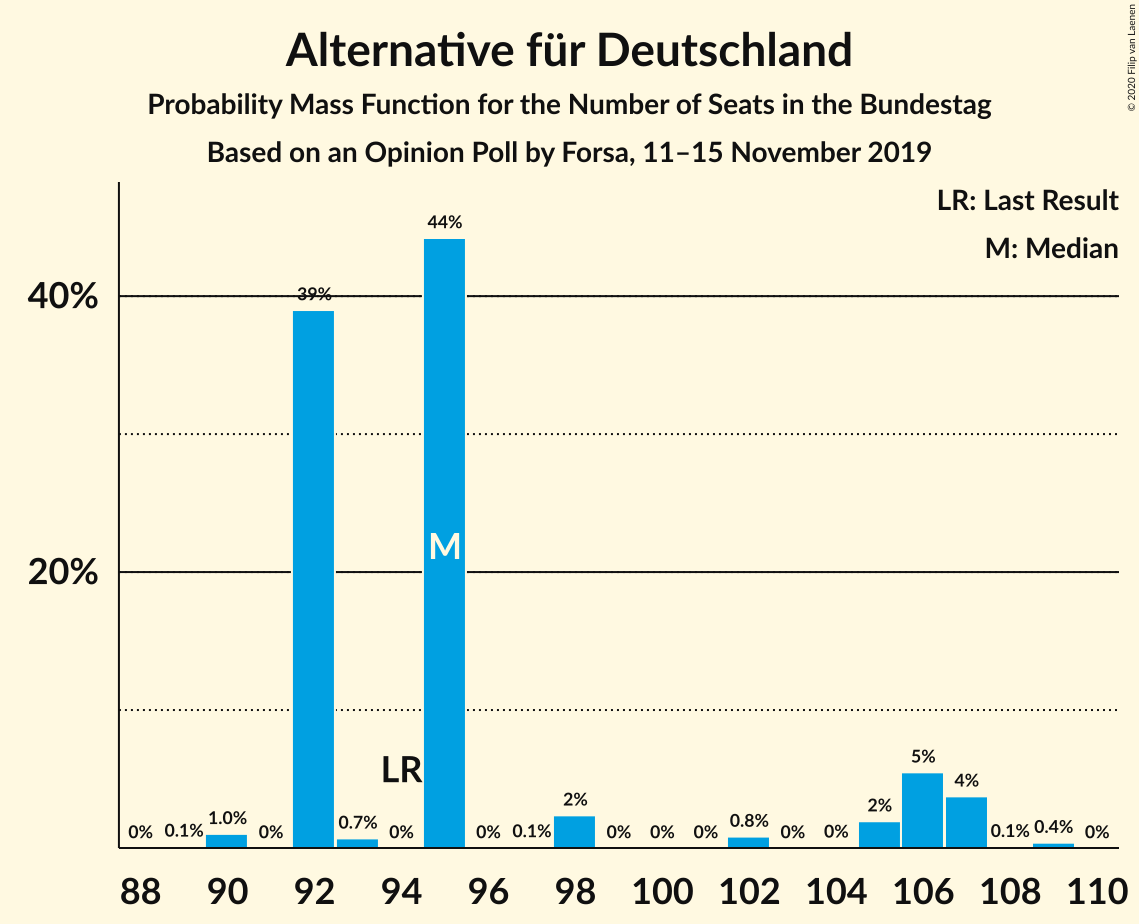 Alternative für Deutschland
Probability Mass Function for the Number of Seats in the Bundestag
Based on an Opinion Poll by Forsa, 11–15 November 2019
© 2020 Filip van Laenen
LR: Last Result
M: Median
40%
20%
0%
0.1%
1.0%
0%
39%
0.7%
0%
44%
0%
0.1%
2%
0%
0%
0%
0.8%
0%
0%
2%
5%
4%
0.1%
0.4%
0%
LR
M
88 90 92 94 96 98 100 102 104 106 108 110